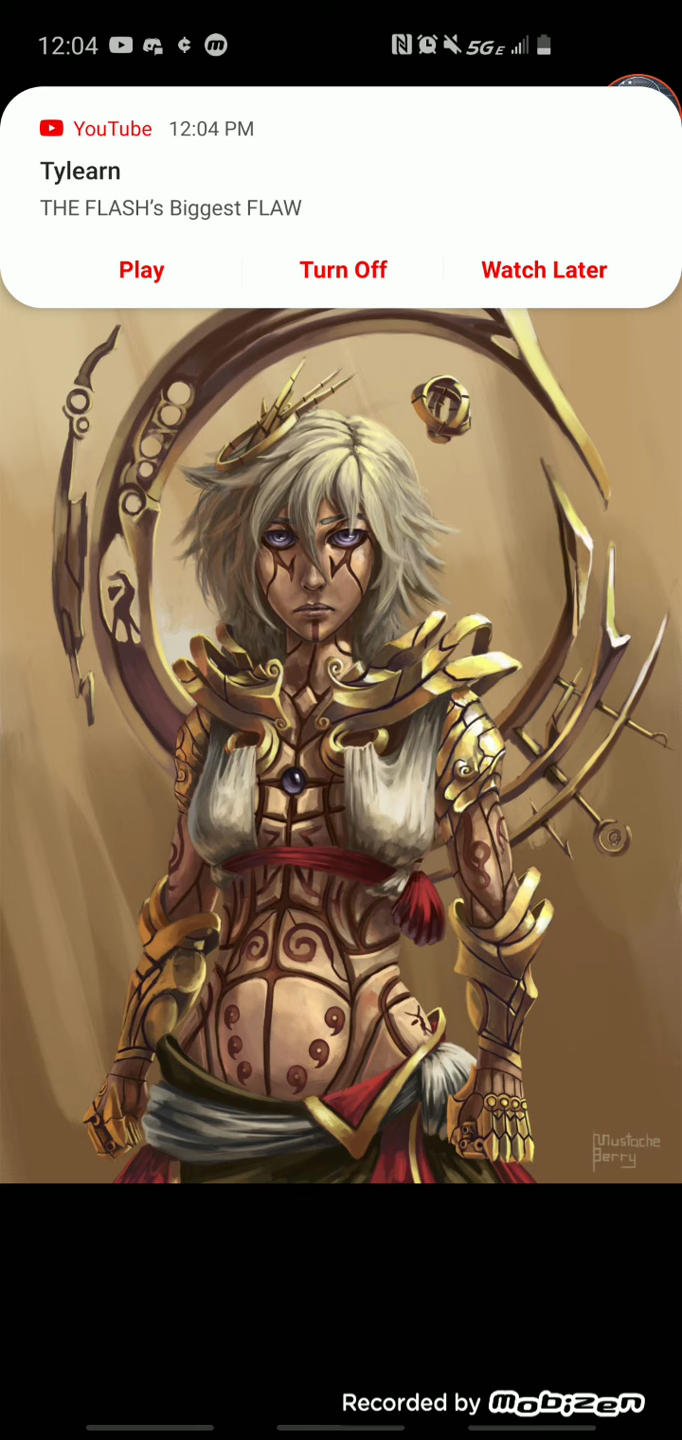 12:04
5G E
YouTube 12:04 PM
Tylearn
THE FLASH's Biggest FLAW
Play Turn Off Watch Later
Mustache
Berry
Recorded by mobizen